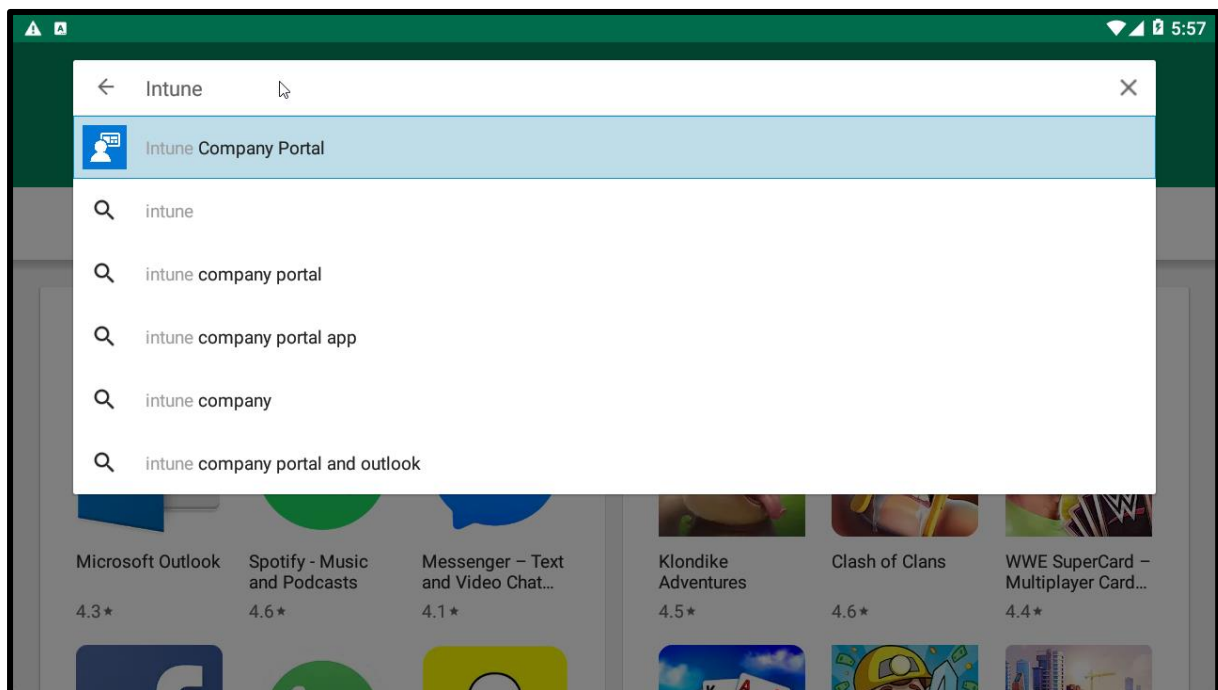 5:57
Intune
Intune Company Portal
intune
intune company portal
intune company portal app
intune company
intune company portal and outlook
Microsoft Outlook
4.3★
Spotify - Music
and Podcasts
4.6★
Messenger – Text
and Video Chat...
4.1★
Klondike
Adventures
4.5★
Clash of Clans
4.6★
WWE SuperCard –
Multiplayer Card...
4.4★